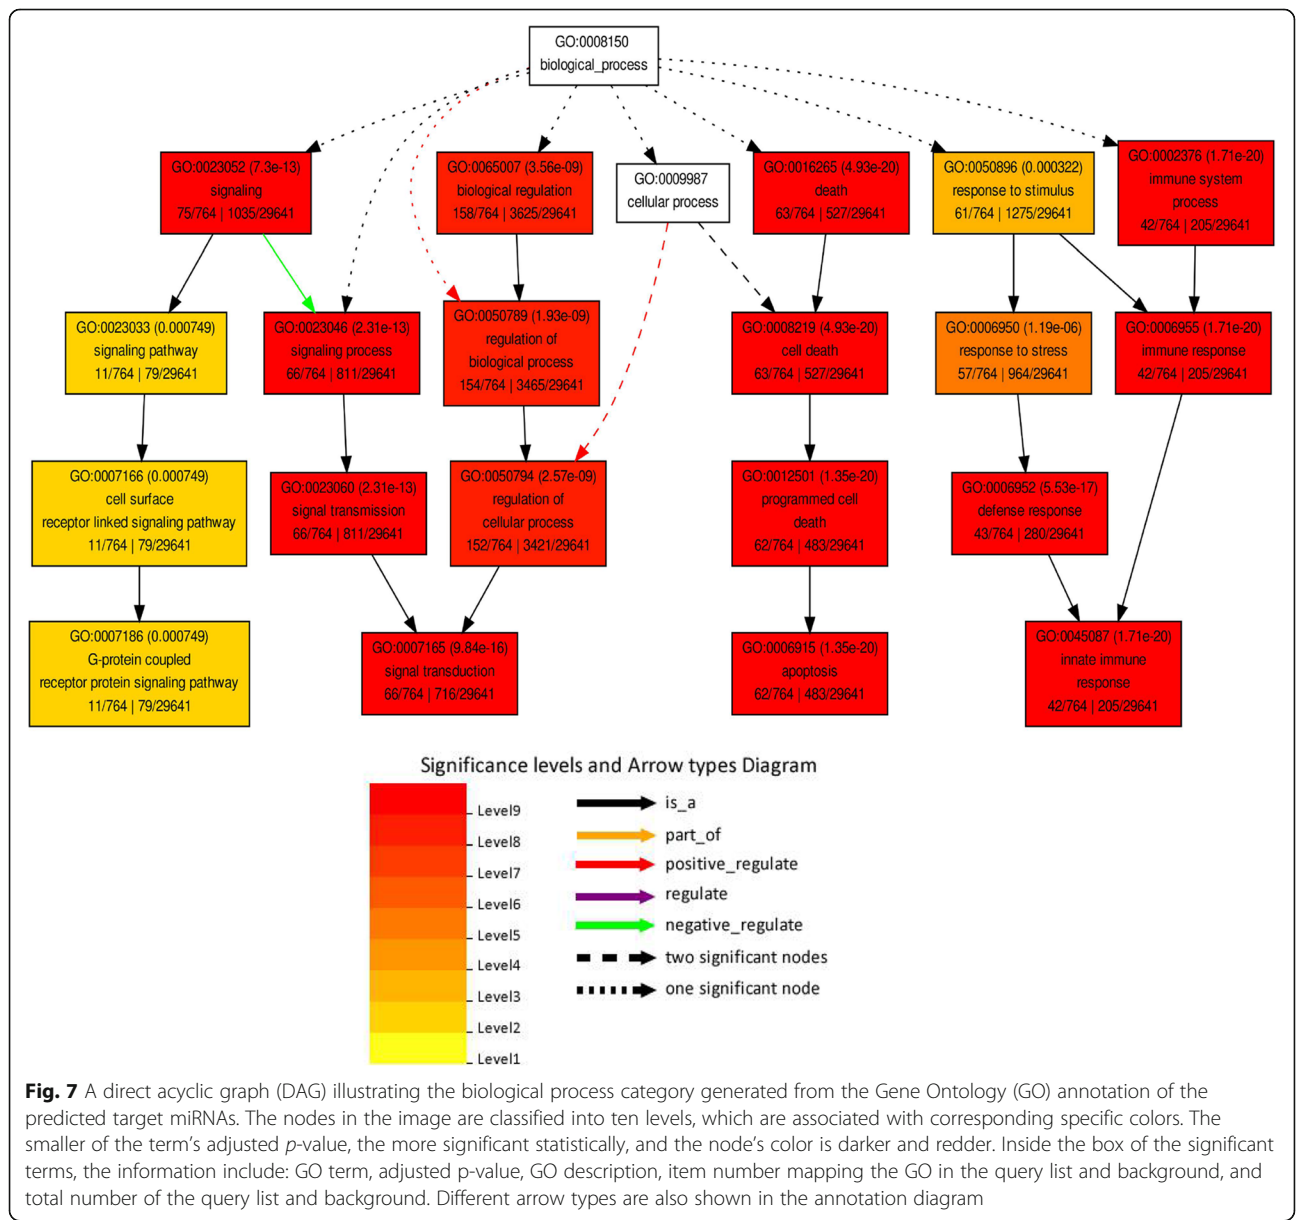 GO:0008150
biological_process
GO:0023052 (7.3e-13)
signaling
75/764 | 1035/29641
GO:0065007 (3.56e-09)
biological regulation
158/764 | 3625/29641
GO:0009987
cellular process
GO:0016265 (4.93e-20)
death
63/764 | 527/29641
GO:0050896 (0.000322)
response to stimulus
61/764 | 1275/29641
GO:0002376 (1.71e-20)
immune system
process
42/764 | 205/29641
GO:0023033 (0.000749)
signaling pathway
11/764 | 79/29641
GO:0023046 (2.31e-13)
signaling process
66/764 | 811/29641
GO:0050789 (1.93e-09)
regulation of
biological process
154/764 | 3465/29641
GO:0008219 (4.93e-20)
cell death
63/764 | 527/29641
GO:0006950 (1.19e-06)
response to stress
57/764 | 964/29641
GO:0006955 (1.71e-20)
immune response
42/764 | 205/29641
GO:0007166 (0.000749)
cell surface
receptor linked signaling pathway
11/764 | 79/29641
GO:0023060 (2.31e-13)
signal transmission
66/764 | 811/29641
GO:0050794 (2.57e-09)
regulation of
cellular process
152/764 | 3421/29641
GO:0012501 (1.35e-20)
programmed cell
death
62/764 | 483/29641
GO:0006952 (5.53e-17)
defense response
43/764 | 280/29641
GO:0007186 (0.000749)
G-protein coupled
receptor protein signaling pathway
11/764 | 79/29641
GO:0007165 (9.84e-16)
signal transduction
66/764 | 716/29641
GO:0006915 (1.35e-20)
apoptosis
62/764 | 483/29641
GO:0045087 (1.71e-20)
innate immune
response
42/764 | 205/29641
Significance levels and Arrow types Diagram
Level9
Level8
Level7
Level6
Level5
Level4
Level3
Level2
Level1
is_a
part_of
positive_regulate
regulate
negative_regulate
two significant nodes
one significant node
Fig. 7 A direct acyclic graph (DAG) illustrating the biological process category generated from the Gene Ontology (GO) annotation of the
predicted target miRNAs. The nodes in the image are classified into ten levels, which are associated with corresponding specific colors. The
smaller of the term's adjusted p-value, the more significant statistically, and the node's color is darker and redder. Inside the box of the significant
terms, the information include: GO term, adjusted p-value, GO description, item number mapping the GO in the query list and background, and
total number of the query list and background. Different arrow types are also shown in the annotation diagram